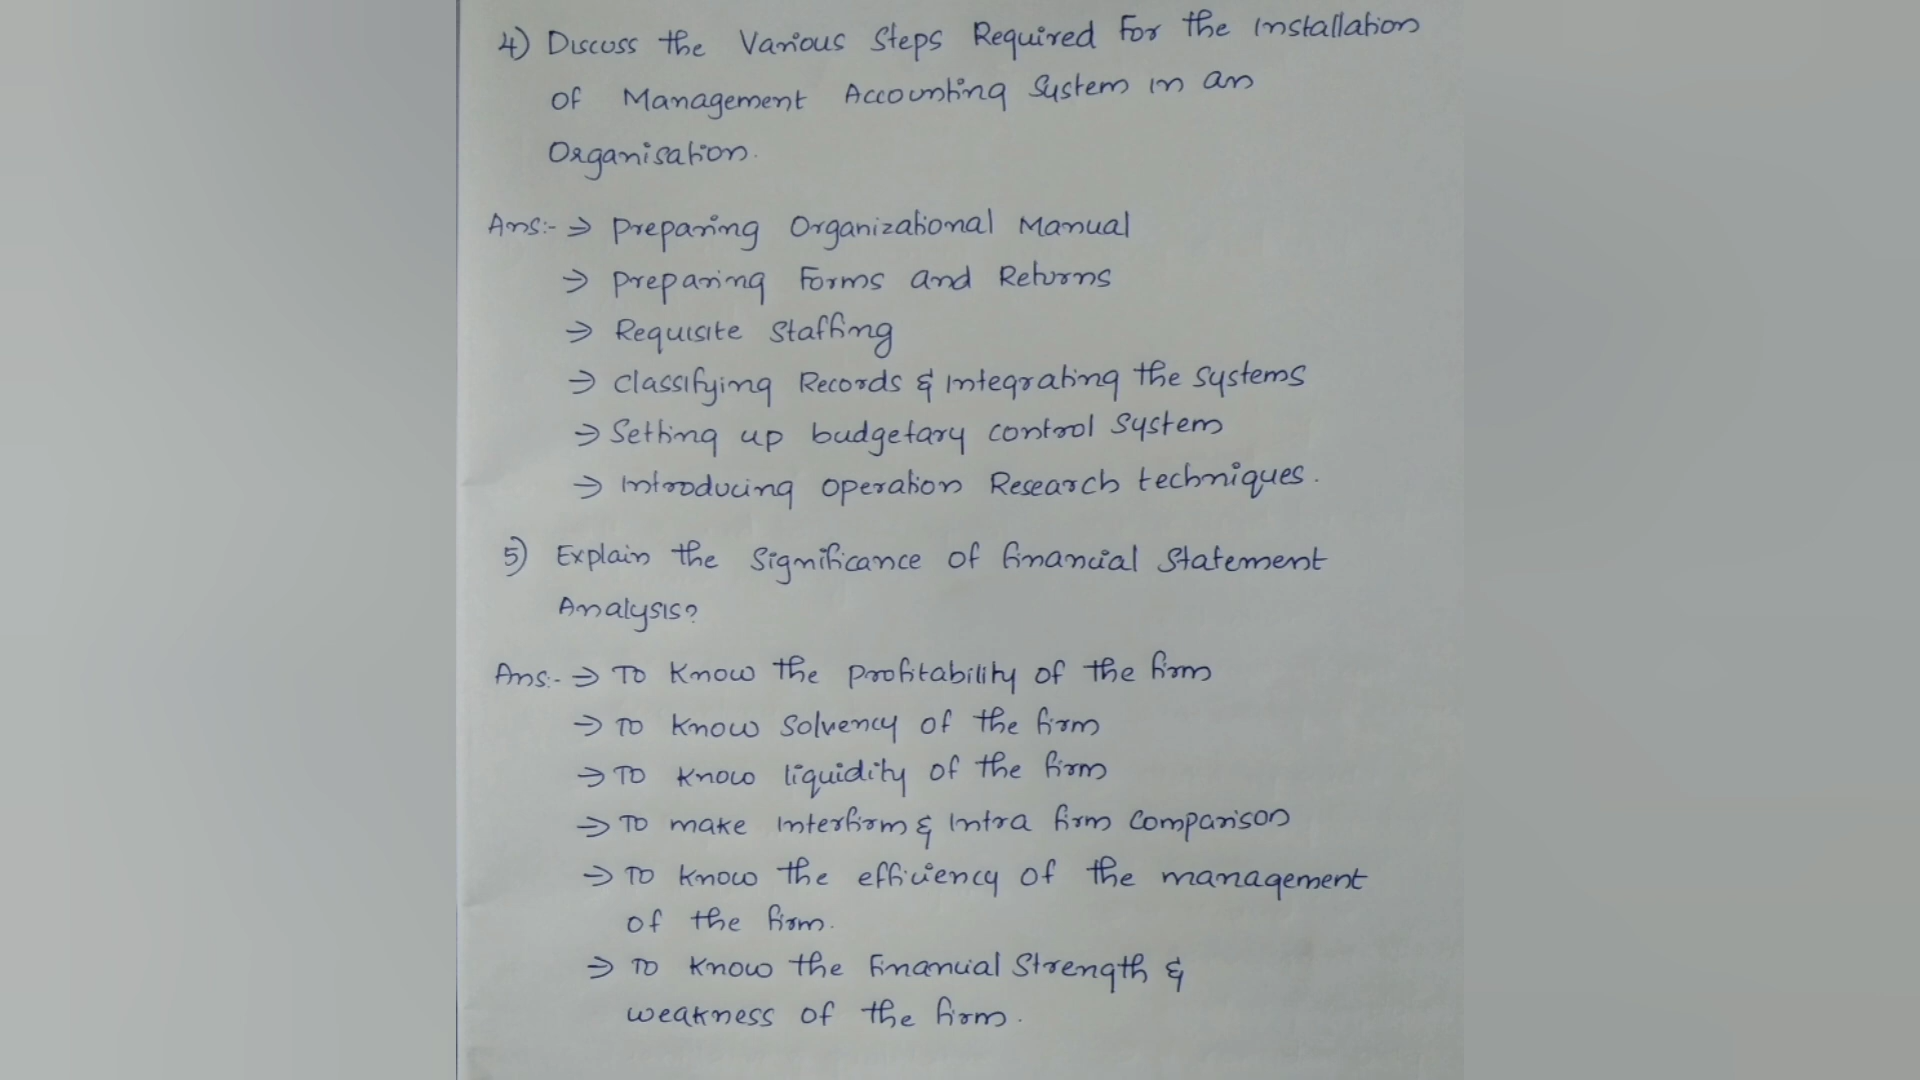 4) Discuss the Various Steps Required For the Installation
of Management Accounting System in an
Organisation.
Ans:- → Preparing Organizational Manual
→ Preparing Forms and Returns
→ Requisite Staffing
→ Classifying Records & Integrating the Systems
→ Setting up budgetary control System
→ Introducing Operation Research techniques.
5) Explain the Significance of financial Statement
Analysis?
Ans:- → To Know the Profitability of the firm
→ To Know Solvency of the firm
→ To Know liquidity of the firm
→ To make Interfirm & Intra firm Comparison
→ To Know the efficiency of the management
of the firm.
→ To Know the Financial Strength &
weakness of the firm.